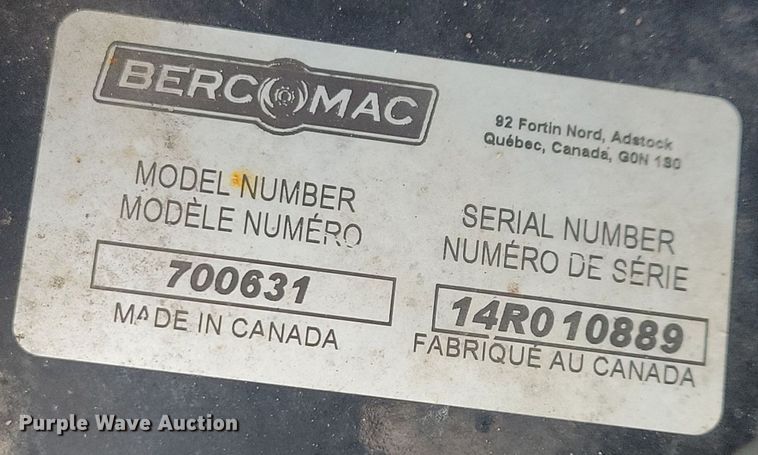 BERCOMAC
92 Fortin Nord, Adstock
Québec, Canada, G0N 1S0
MODEL NUMBER
MODÈLE NUMÉRO
700631
MADE IN CANADA
SERIAL NUMBER
NUMÉRO DE SÉRIE
14R010889
FABRIQUÉ AU CANADA
Purple Wave Auction